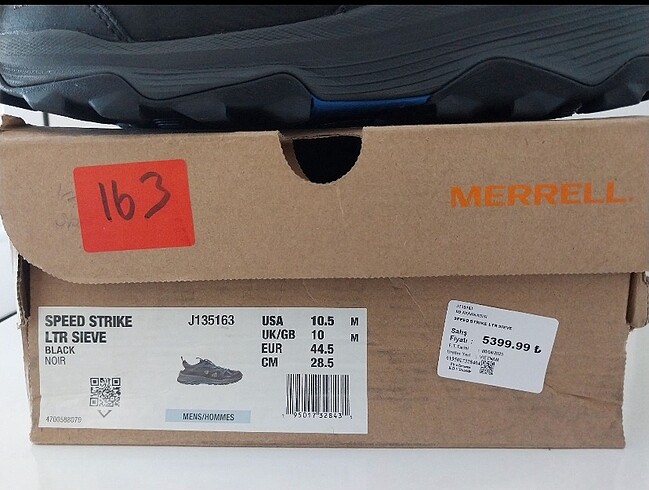 163
MERRELL
SPEED STRIKE
LTR SIEVE
BLACK
NOIR
J135163
USA 10.5 M
UK/GB 10 M
EUR 44.5
CM 28.5
4700588079
MENS/HOMMES
SPEED STRIKE LTR SIEVE
Satış
Fiyatı : 5399.99 ₺